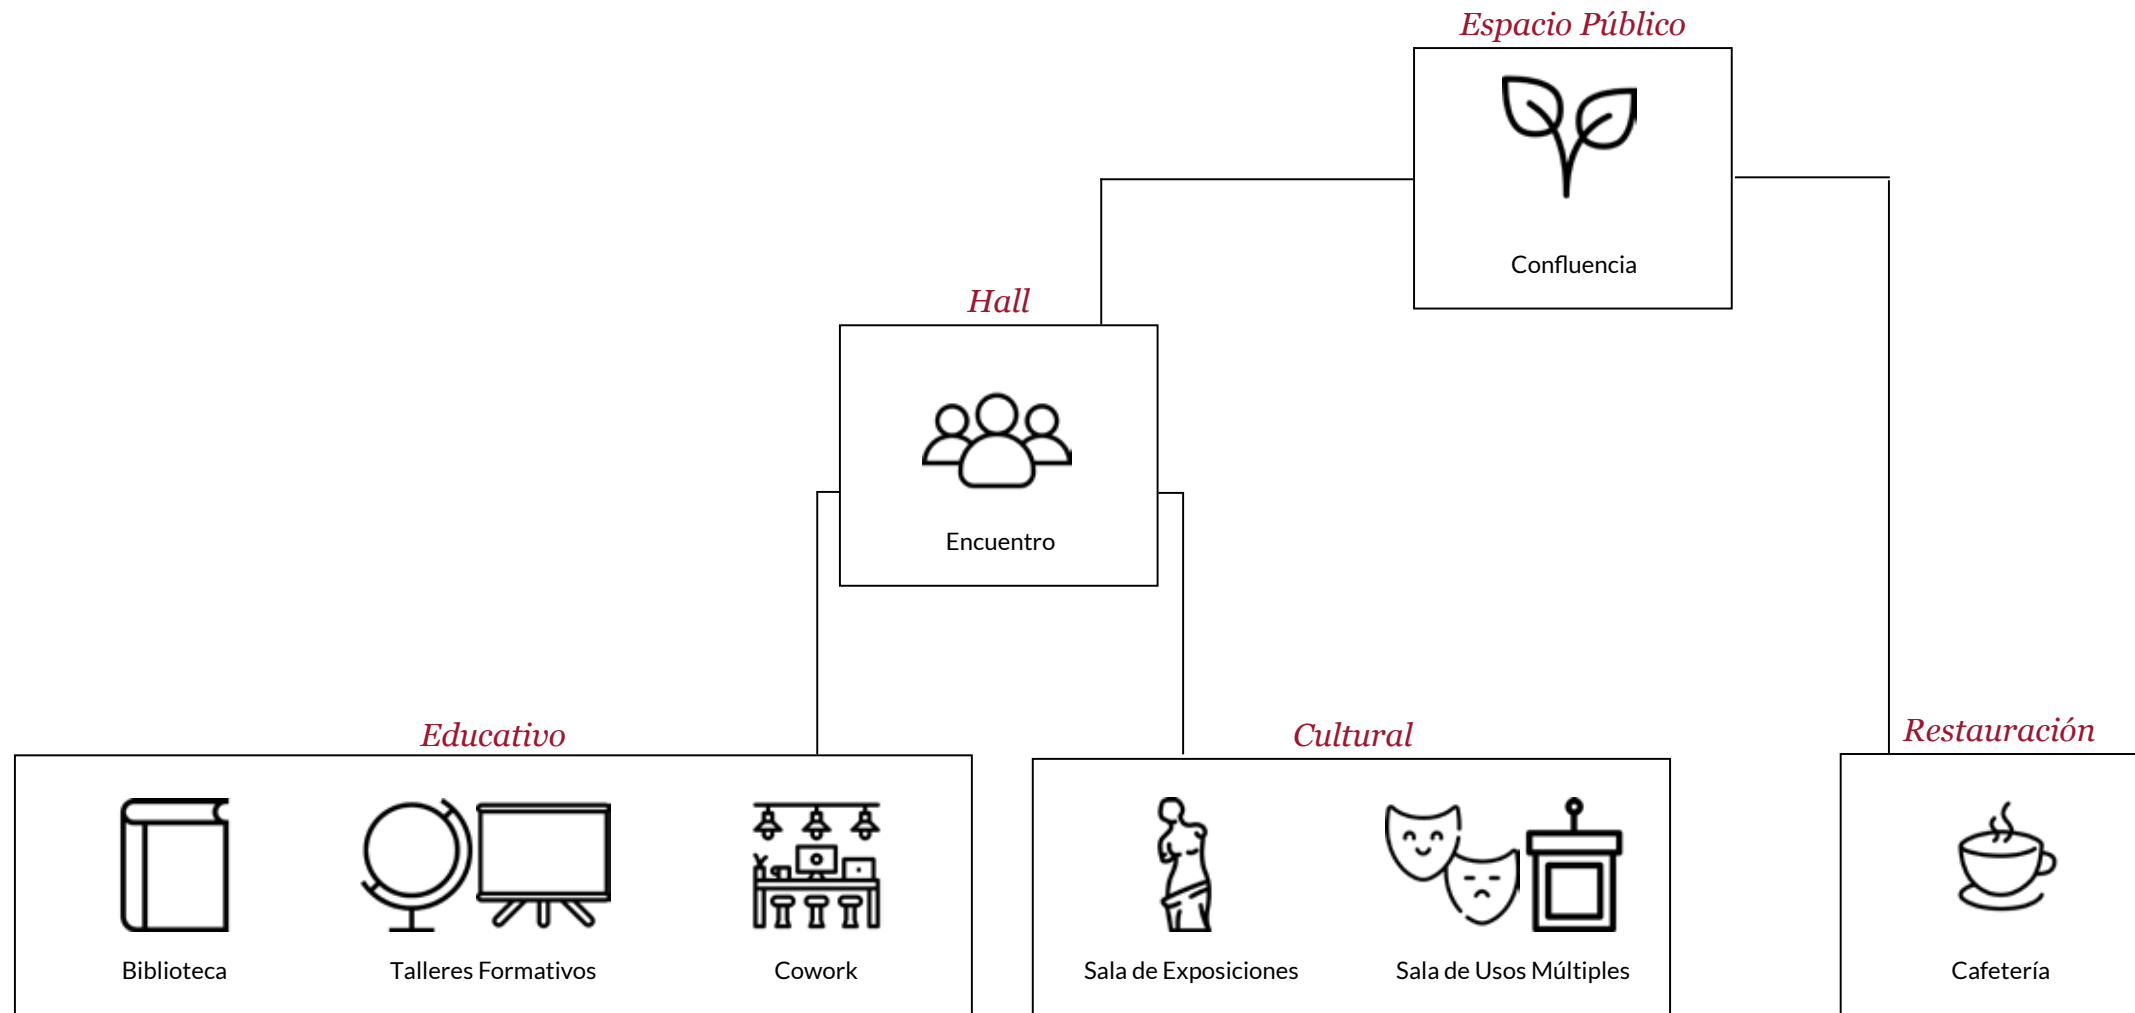 Espacio Público
Confluencia
Hall
Encuentro
Educativo
Biblioteca
Talleres Formativos
Cowork
Cultural
Sala de Exposiciones
Sala de Usos Múltiples
Restauración
Cafetería